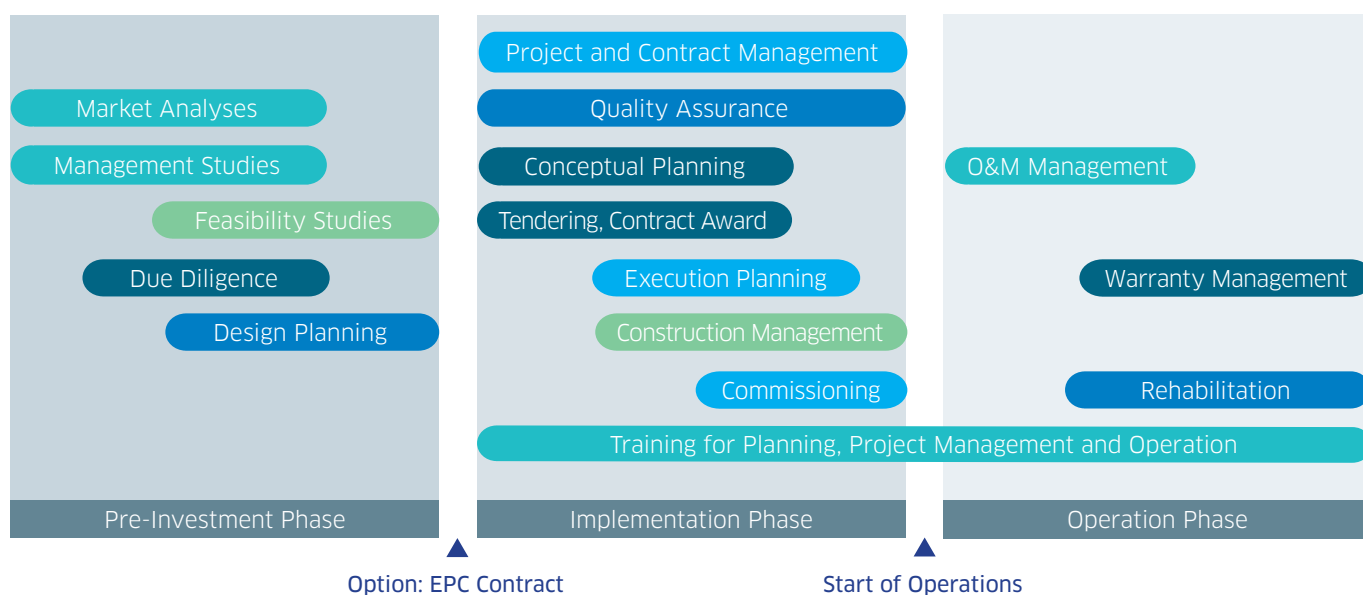 Project and Contract Management
Market Analyses
Quality Assurance
Management Studies
Conceptual Planning
O&M Management
Feasibility Studies
Tendering, Contract Award
Due Diligence
Execution Planning
Warranty Management
Design Planning
Construction Management
Commissioning
Rehabilitation
Training for Planning, Project Management and Operation
Pre-Investment Phase
Implementation Phase
Operation Phase
Option: EPC Contract
Start of Operations